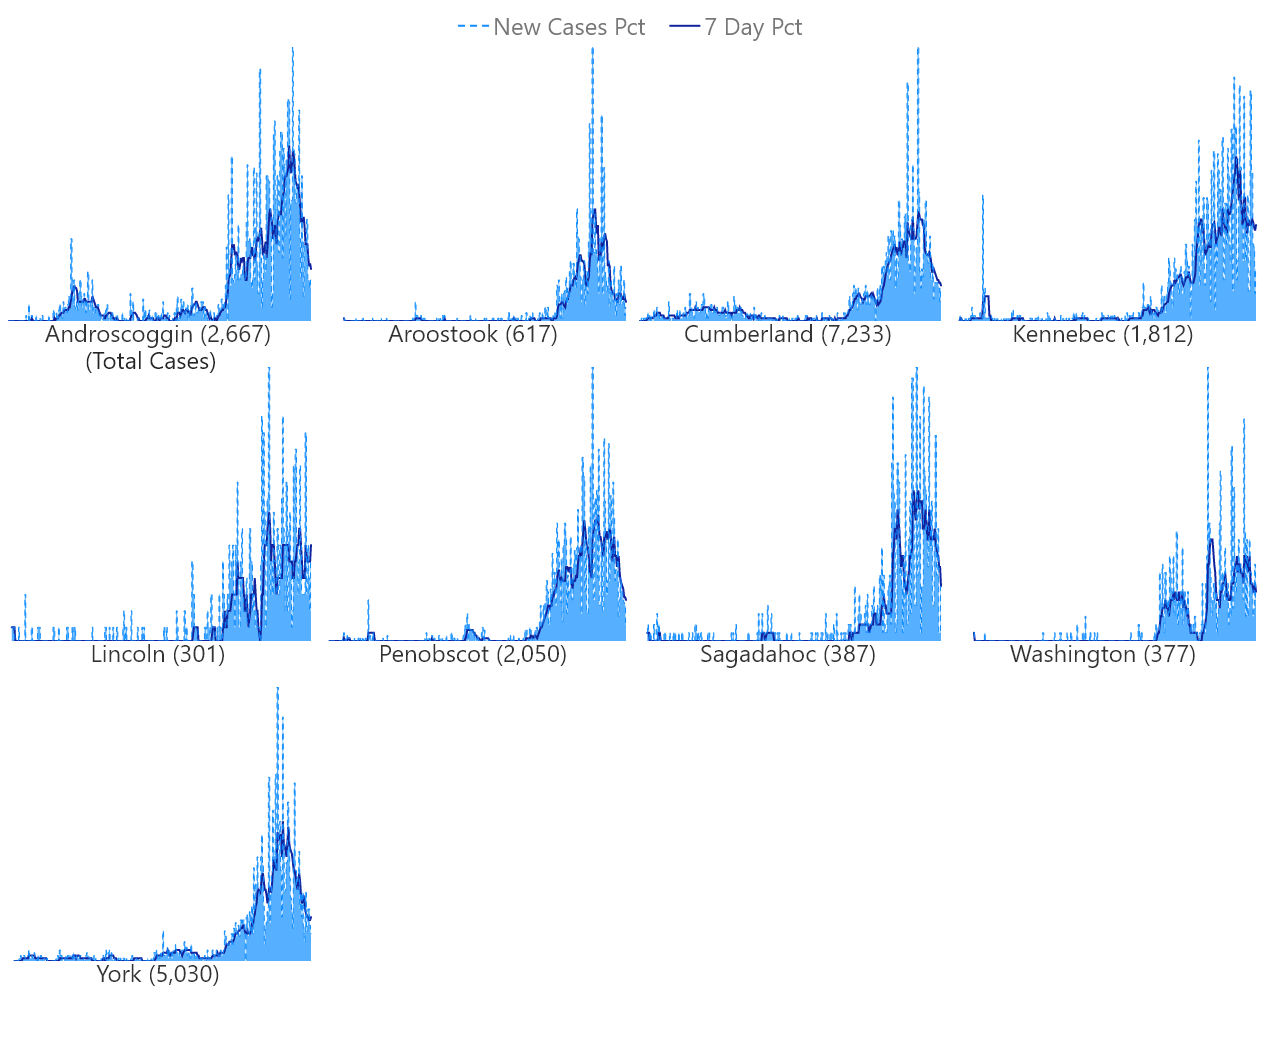 New Cases Pct 7 Day Pct
Androscoggin (2,667)
(Total Cases)
Aroostook (617)
Cumberland (7,233)
Kennebec (1,812)
Lincoln (301)
Penobscot (2,050)
Sagadahoc (387)
Washington (377)
York (5,030)